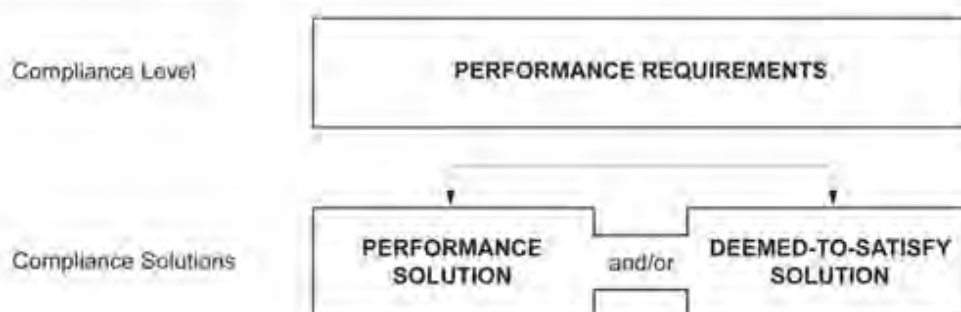 Compliance Level
PERFORMANCE REQUIREMENTS
Compliance Solutions
PERFORMANCE
SOLUTION
and/or
DEEMED-TO-SATISFY
SOLUTION